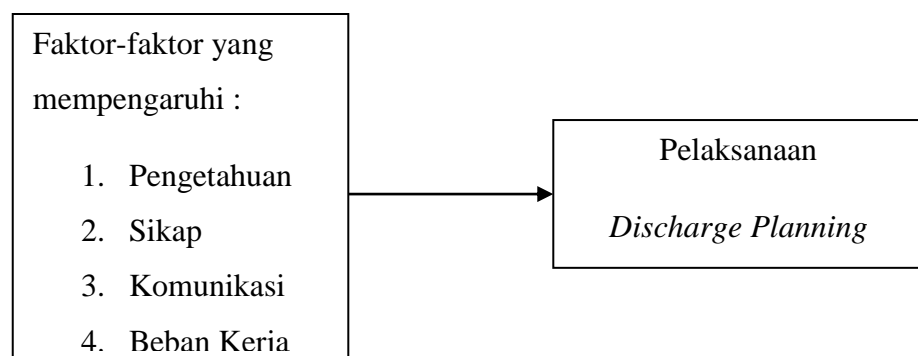 Faktor-faktor yang
mempengaruhi :
1. Pengetahuan
2. Sikap
3. Komunikasi
4. Beban Kerja
Pelaksanaan
Discharge Planning